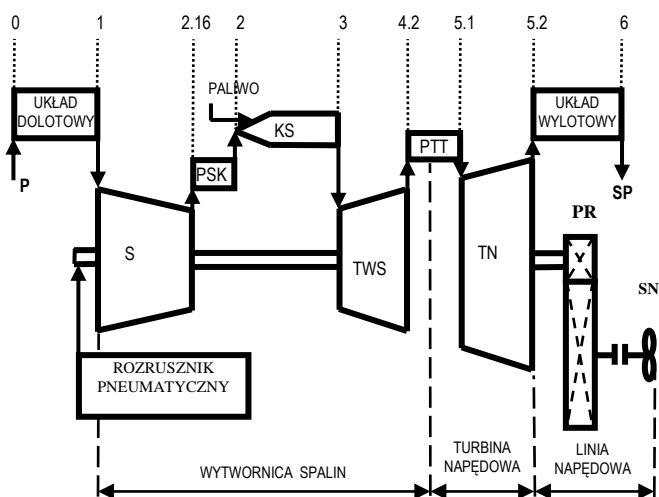 0 1 2.16 2 3 4.2 5.1 5.2 6
UKŁAD
DOLOTOWY
PALIWO
KS
PTT
UKŁAD
WYLOTOWY
P
PSK
SP
PR
S
TWS
TN
SN
ROZRUSZNIK
PNEUMATYCZNY
WYTWORNICA SPALIN
TURBINA
NAPĘDOWA
LINIA
NAPĘDOWA